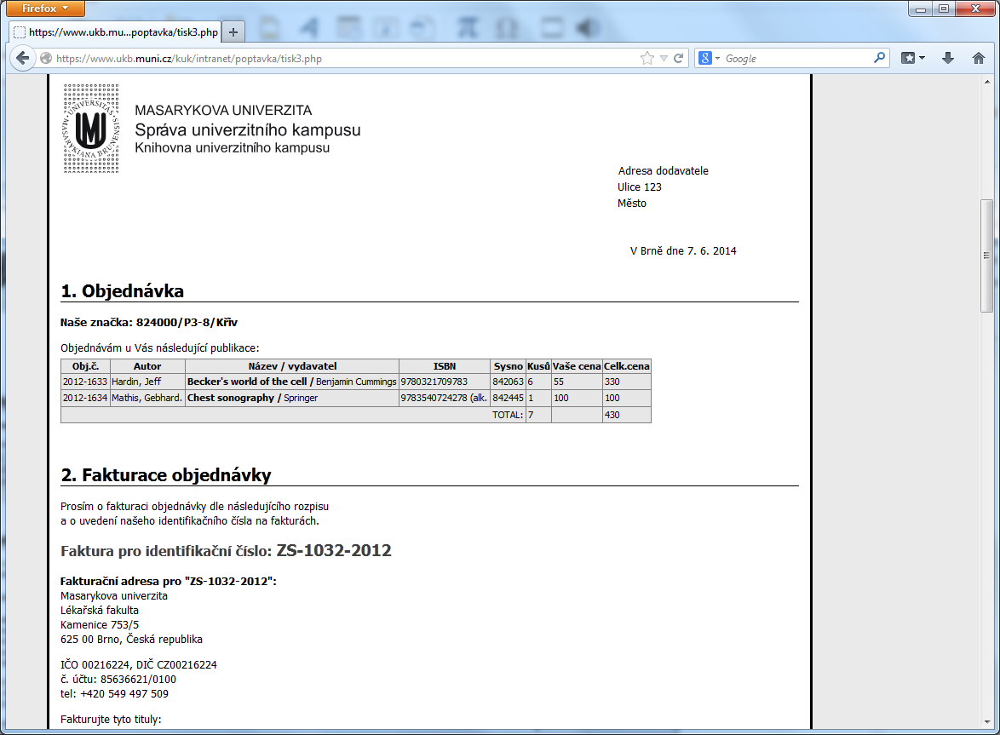 Firefox
https://www.ukb.mu...poptavka/tisk3.php
https://www.ukb.muni.cz/kuk/intranet/poptavka/tisk3.php
Google
UNIVERSITAS MASARYKIANA BRUNENSIS
MU
MASARYKOVA UNIVERZITA
Správa univerzitního kampusu
Knihovna univerzitního kampusu
Adresa dodavatele
Ulice 123
Město
V Brně dne 7. 6. 2014
1. Objednávka
Naše značka: 824000/P3-8/Křiv
Objednávám u Vás následující publikace:
Obj.č. Autor Název / vydavatel ISBN Sysno Kusů Vaše cena Celk.cena
2012-1633 Hardin, Jeff Becker's world of the cell / Benjamin Cummings 9780321709783 842063 6 55 330
2012-1634 Mathis, Gebhard. Chest sonography / Springer 9783540724278 (alk. 842445 1 100 100
TOTAL: 7 430
2. Fakturace objednávky
Prosím o fakturaci objednávky dle následujícího rozpisu
a o uvedení našeho identifikačního čísla na fakturách.
Faktura pro identifikační číslo: ZS-1032-2012
Fakturační adresa pro "ZS-1032-2012":
Masarykova univerzita
Lékařská fakulta
Kamenice 753/5
625 00 Brno, Česká republika
IČO 00216224, DIČ CZ00216224
č. účtu: 85636621/0100
tel: +420 549 497 509
Fakturujte tyto tituly: